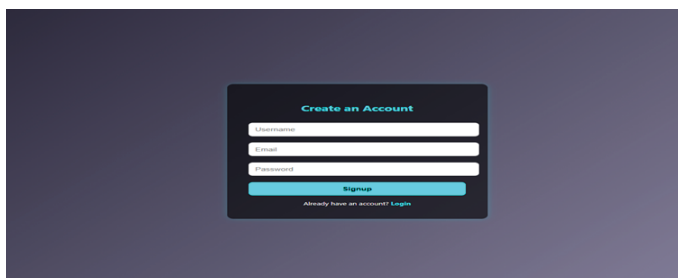 Create an Account
Username
Email
Password
Signup
Already have an account? Login